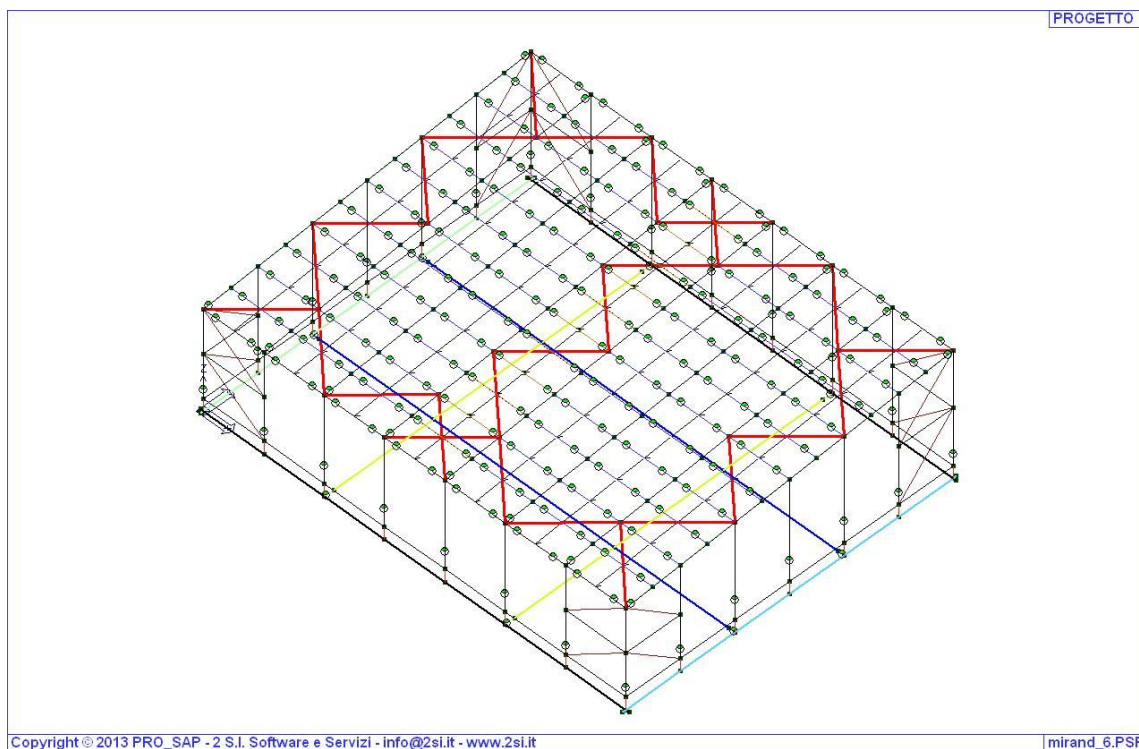 PROGETTO
Copyright © 2013 PRO_SAP - 2 S.I. Software e Servizi - info@2si.it - www.2si.it
mirand_6.PSP